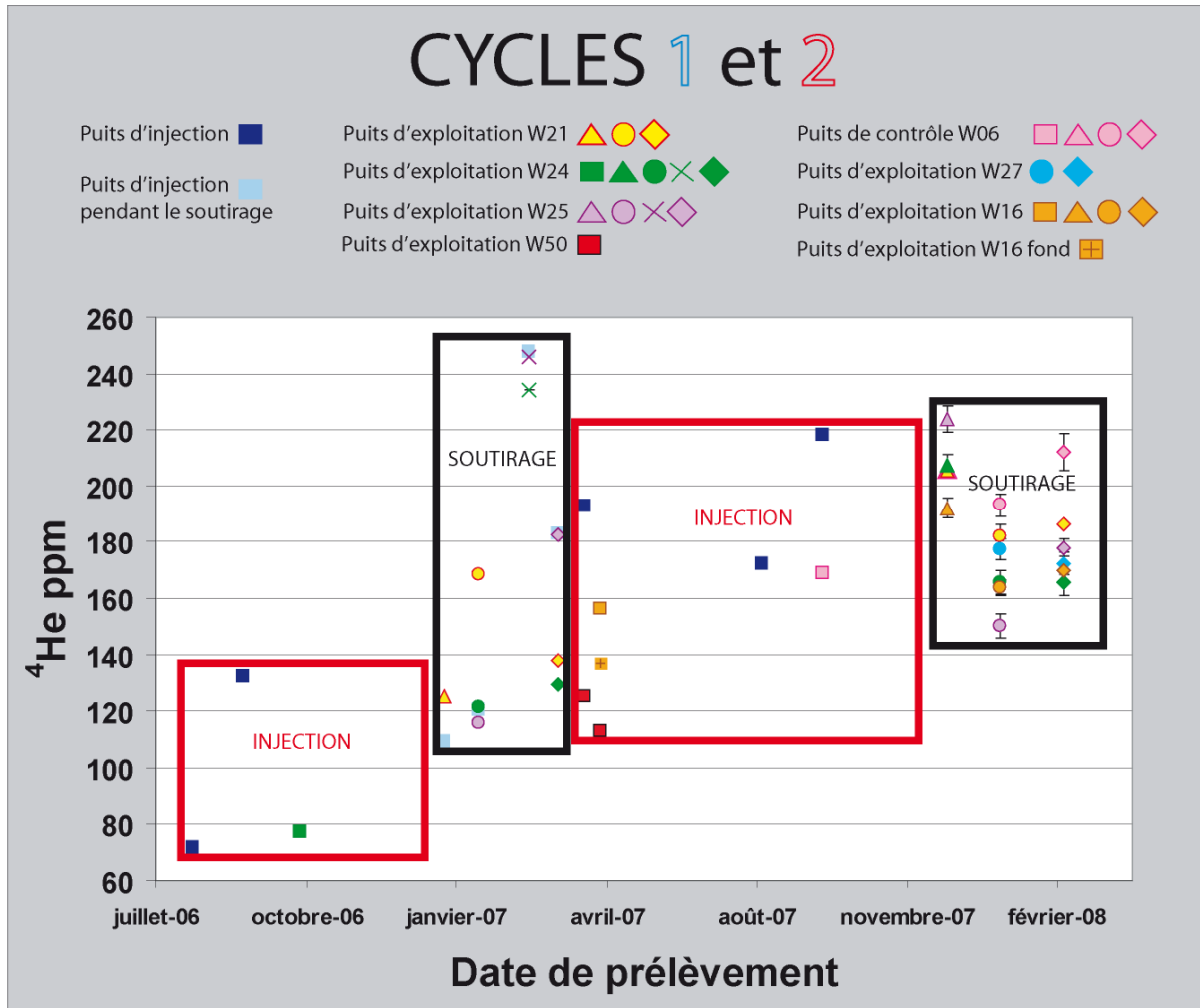 CYCLES 1 et 2
Puits d'injection
Puits d'injection
pendant le soutirage
Puits d'exploitation W21
Puits d'exploitation W24
Puits d'exploitation W25
Puits d'exploitation W50
Puits de contrôle W06
Puits d'exploitation W27
Puits d'exploitation W16
Puits d'exploitation W16 fond
260
240
220
200
180
160
140
120
100
80
60
4He ppm
INJECTION
SOUTIRAGE
INJECTION
SOUTIRAGE
juillet-06 octobre-06 janvier-07 avril-07 août-07 novembre-07 février-08
Date de prélèvement